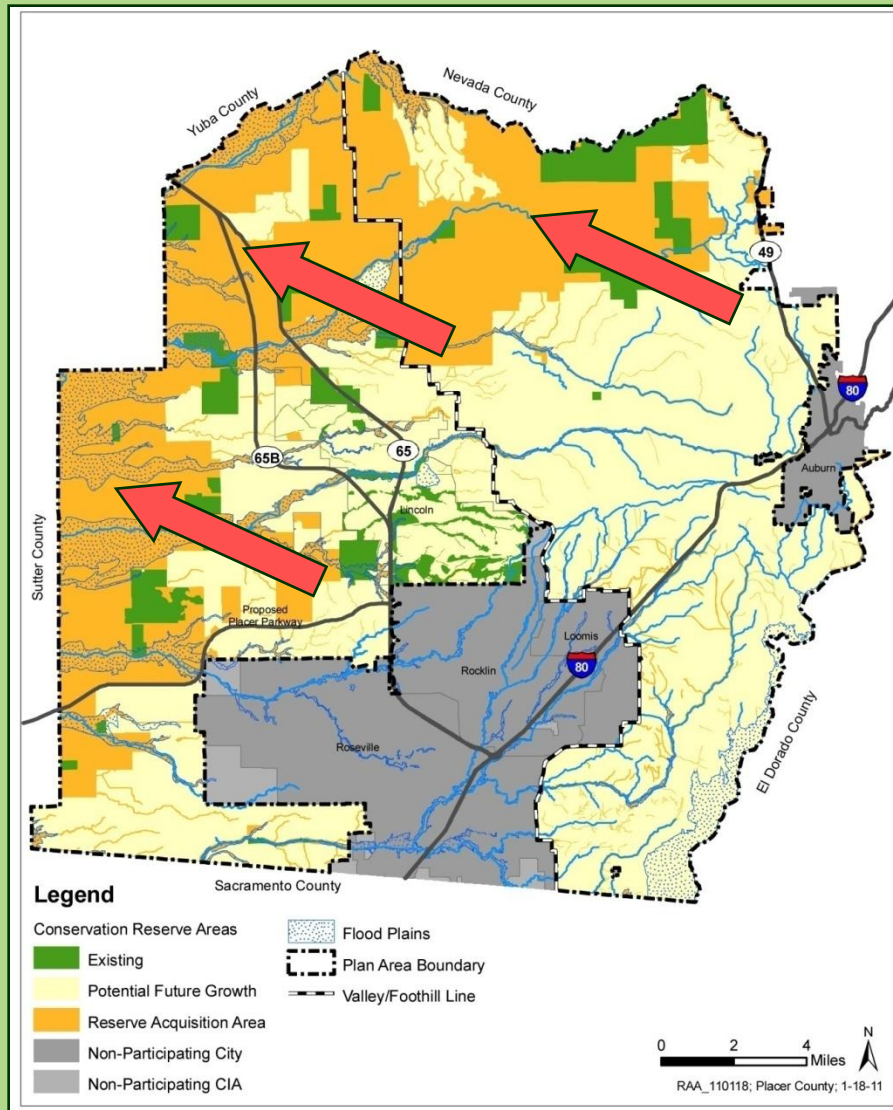 Nevada County
Yuba County
49
80
Auburn
65B
65
Lincoln
Sutter County
Proposed
Placer Parkway
Loomis
Rocklin
80
Roseville
El Dorado County
Sacramento County
Legend
Conservation Reserve Areas
Existing
Potential Future Growth
Reserve Acquisition Area
Non-Participating City
Non-Participating CIA
Flood Plains
Plan Area Boundary
Valley/Foothill Line
N
0 2 4
Miles
RAA_110118; Placer County; 1-18-11